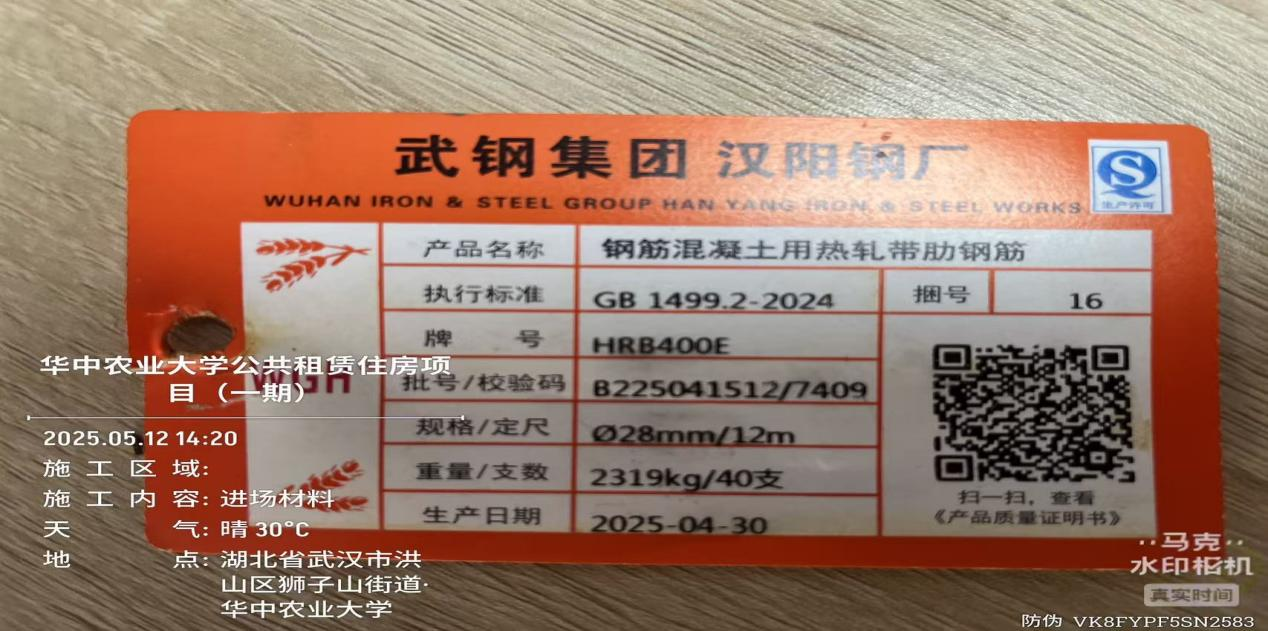 武钢集团 汉阳钢厂
WUHAN IRON & STEEL GROUP HAN YANG IRON & STEEL WORKS
生产许可
产品名称 钢筋混凝土用热轧带肋钢筋
执行标准 GB 1499.2-2024 捆号 16
牌 号 HRB400E
批号/校验码 B225041512/7409
规格/定尺 Ø28mm/12m
重量/支数 2319kg/40支
生产日期 2025-04-30
扫一扫，查看
《产品质量证明书》
华中农业大学公共租赁住房项
目（一期）
2025.05.12 14:20
施工区域:
施工内容: 进场材料
天气: 晴 30°C
地点: 湖北省武汉市洪
山区狮子山街道·
华中农业大学
马克
水印相机
真实时间
防伪 VK8FYPF5SN2583